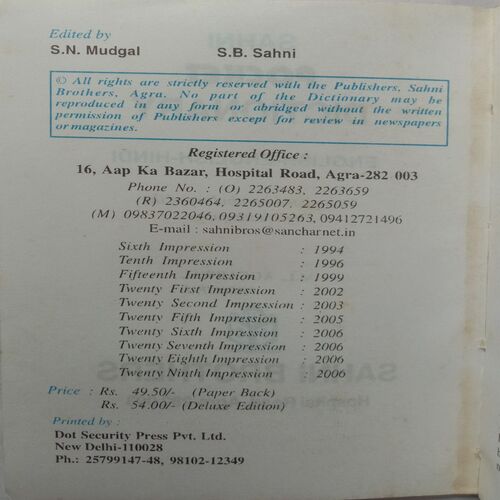 Edited by
S.N. Mudgal S.B. Sahni
© All rights are strictly reserved with the Publishers, Sahni
Brothers, Agra. No part of the Dictionary may be
reproduced in any form or abridged without the written
permission of Publishers except for review in newspapers
or magazines.
Registered Office :
16, Aap Ka Bazar, Hospital Road, Agra-282 003
Phone No. : (O) 2263483, 2263659
(R) 2360464, 2265007, 2265059
(M) 09837022046, 09319105263, 09412721496
E-mail : sahnibros@sancharnet.in
Sixth Impression : 1994
Tenth Impression : 1996
Fifteenth Impression : 1999
Twenty First Impression : 2002
Twenty Second Impression : 2003
Twenty Fifth Impression : 2005
Twenty Sixth Impression : 2006
Twenty Seventh Impression : 2006
Twenty Eighth Impression : 2006
Twenty Ninth Impression : 2006
Price : Rs. 49.50/- (Paper Back)
Rs. 54.00/- (Deluxe Edition)
Printed by :
Dot Security Press Pvt. Ltd.
New Delhi-110028
Ph.: 25799147-48, 98102-12349